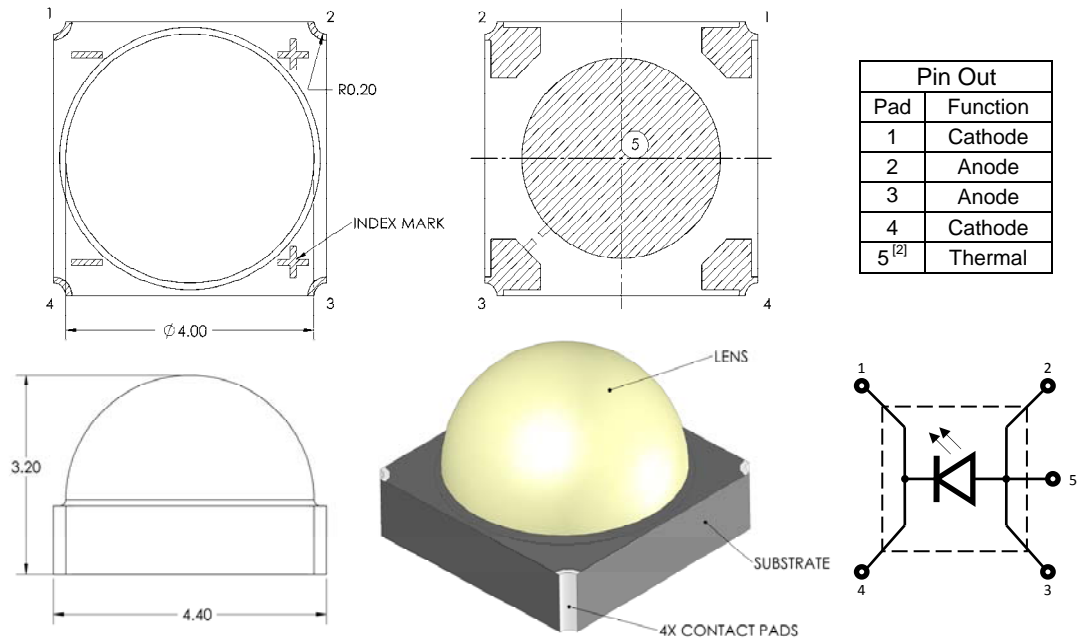 1
2
R0.20
INDEX MARK
4
3
Ø 4.00
2
1
5
3
4
Pin Out
Pad Function
1 Cathode
2 Anode
3 Anode
4 Cathode
5 [2] Thermal
3.20
4.40
LENS
SUBSTRATE
4X CONTACT PADS
1
2
5
4
3